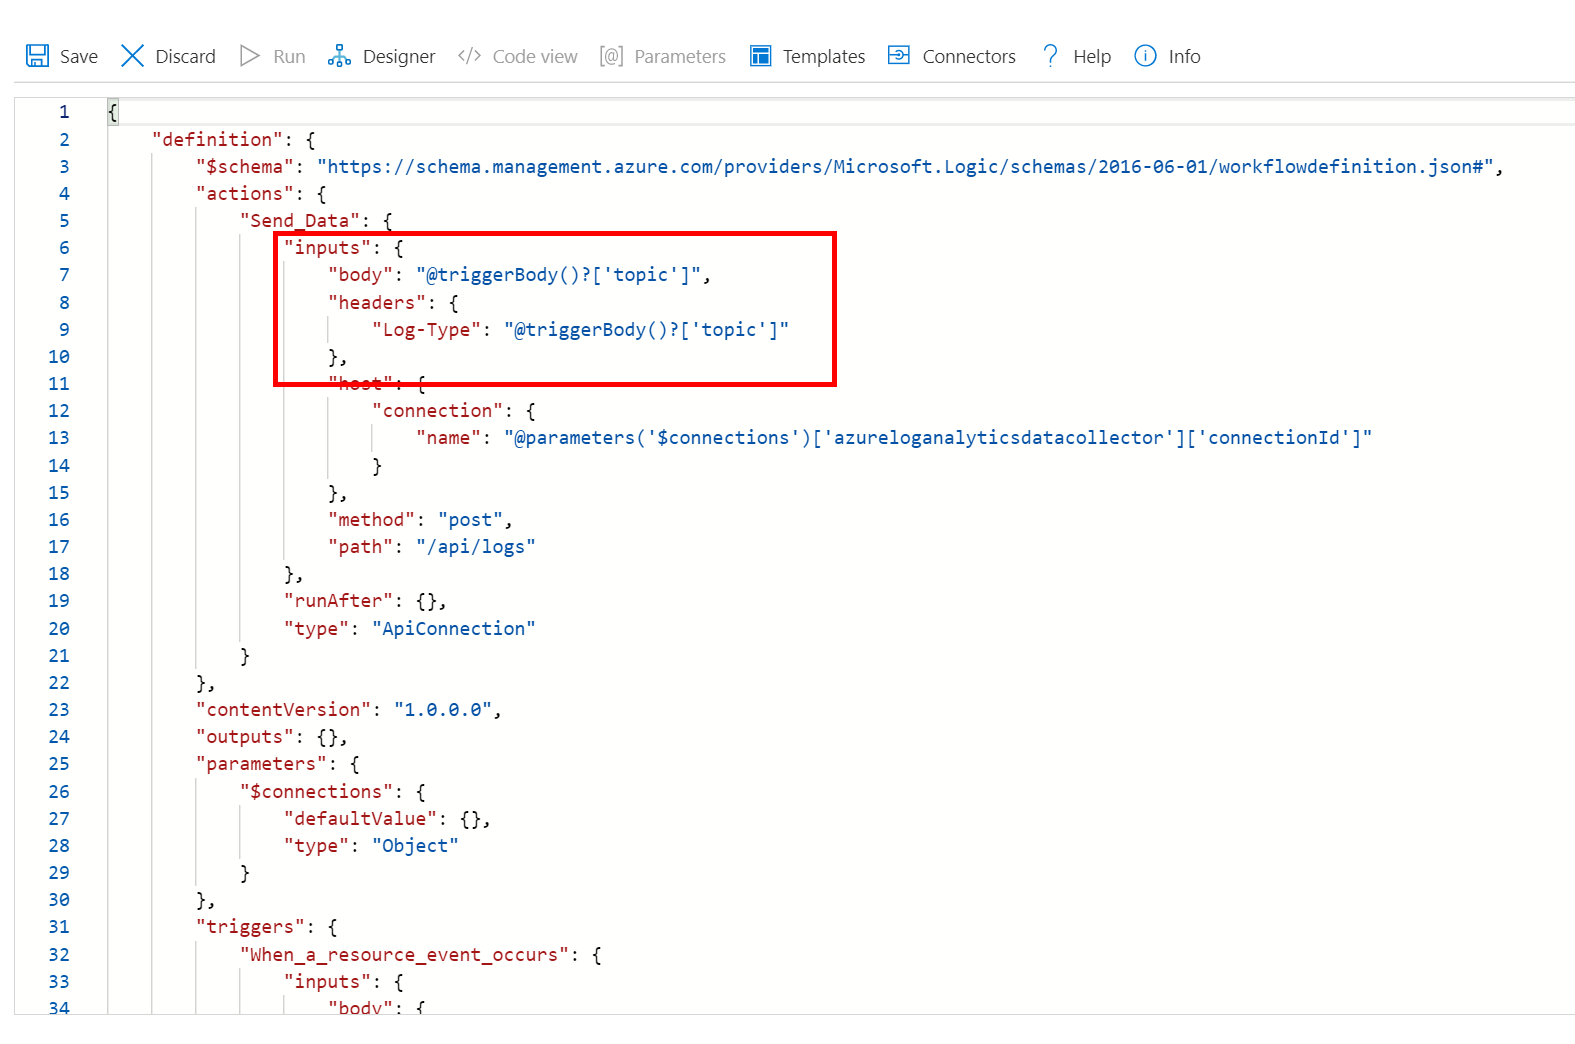 Save Discard Run Designer </> Code view [@] Parameters Templates Connectors ? Help Info
1 {
2 "definition": {
3 "$schema": "https://schema.management.azure.com/providers/Microsoft.Logic/schemas/2016-06-01/workflowdefinition.json#",
4 "actions": {
5 "Send_Data": {
6 "inputs": {
7 "body": "@triggerBody()?['topic']",
8 "headers": {
9 "Log-Type": "@triggerBody()?['topic']"
10 },
11 "host": {
12 "connection": {
13 "name": "@parameters('$connections')['azureloganalyticsdatacollector']['connectionId']"
14 }
15 },
16 "method": "post",
17 "path": "/api/logs"
18 },
19 "runAfter": {},
20 "type": "ApiConnection"
21 }
22 },
23 "contentVersion": "1.0.0.0",
24 "outputs": {},
25 "parameters": {
26 "$connections": {
27 "defaultValue": {},
28 "type": "Object"
29 }
30 },
31 "triggers": {
32 "When_a_resource_event_occurs": {
33 "inputs": {
34 "body": {